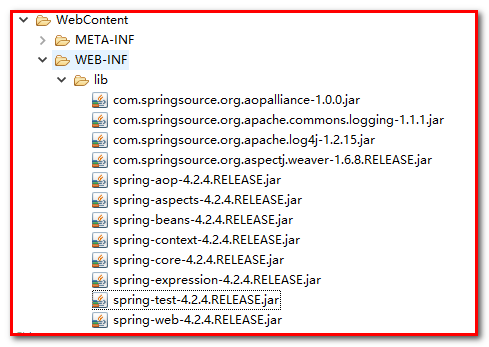 WebContent
META-INF
WEB-INF
lib
com.springsource.org.aopalliance-1.0.0.jar
com.springsource.org.apache.commons.logging-1.1.1.jar
com.springsource.org.apache.log4j-1.2.15.jar
com.springsource.org.aspectj.weaver-1.6.8.RELEASE.jar
spring-aop-4.2.4.RELEASE.jar
spring-aspects-4.2.4.RELEASE.jar
spring-beans-4.2.4.RELEASE.jar
spring-context-4.2.4.RELEASE.jar
spring-core-4.2.4.RELEASE.jar
spring-expression-4.2.4.RELEASE.jar
spring-test-4.2.4.RELEASE.jar
spring-web-4.2.4.RELEASE.jar